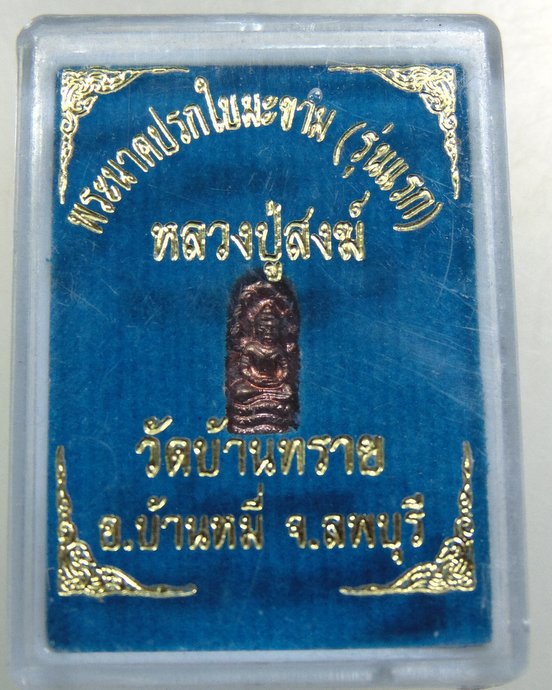 พระนาคปรกใบมะขาม (รุ่นแรก)
หลวงปู่สงฆ์
วัดบ้านทราย
อ.บ้านหมี่ จ.ลพบุรี